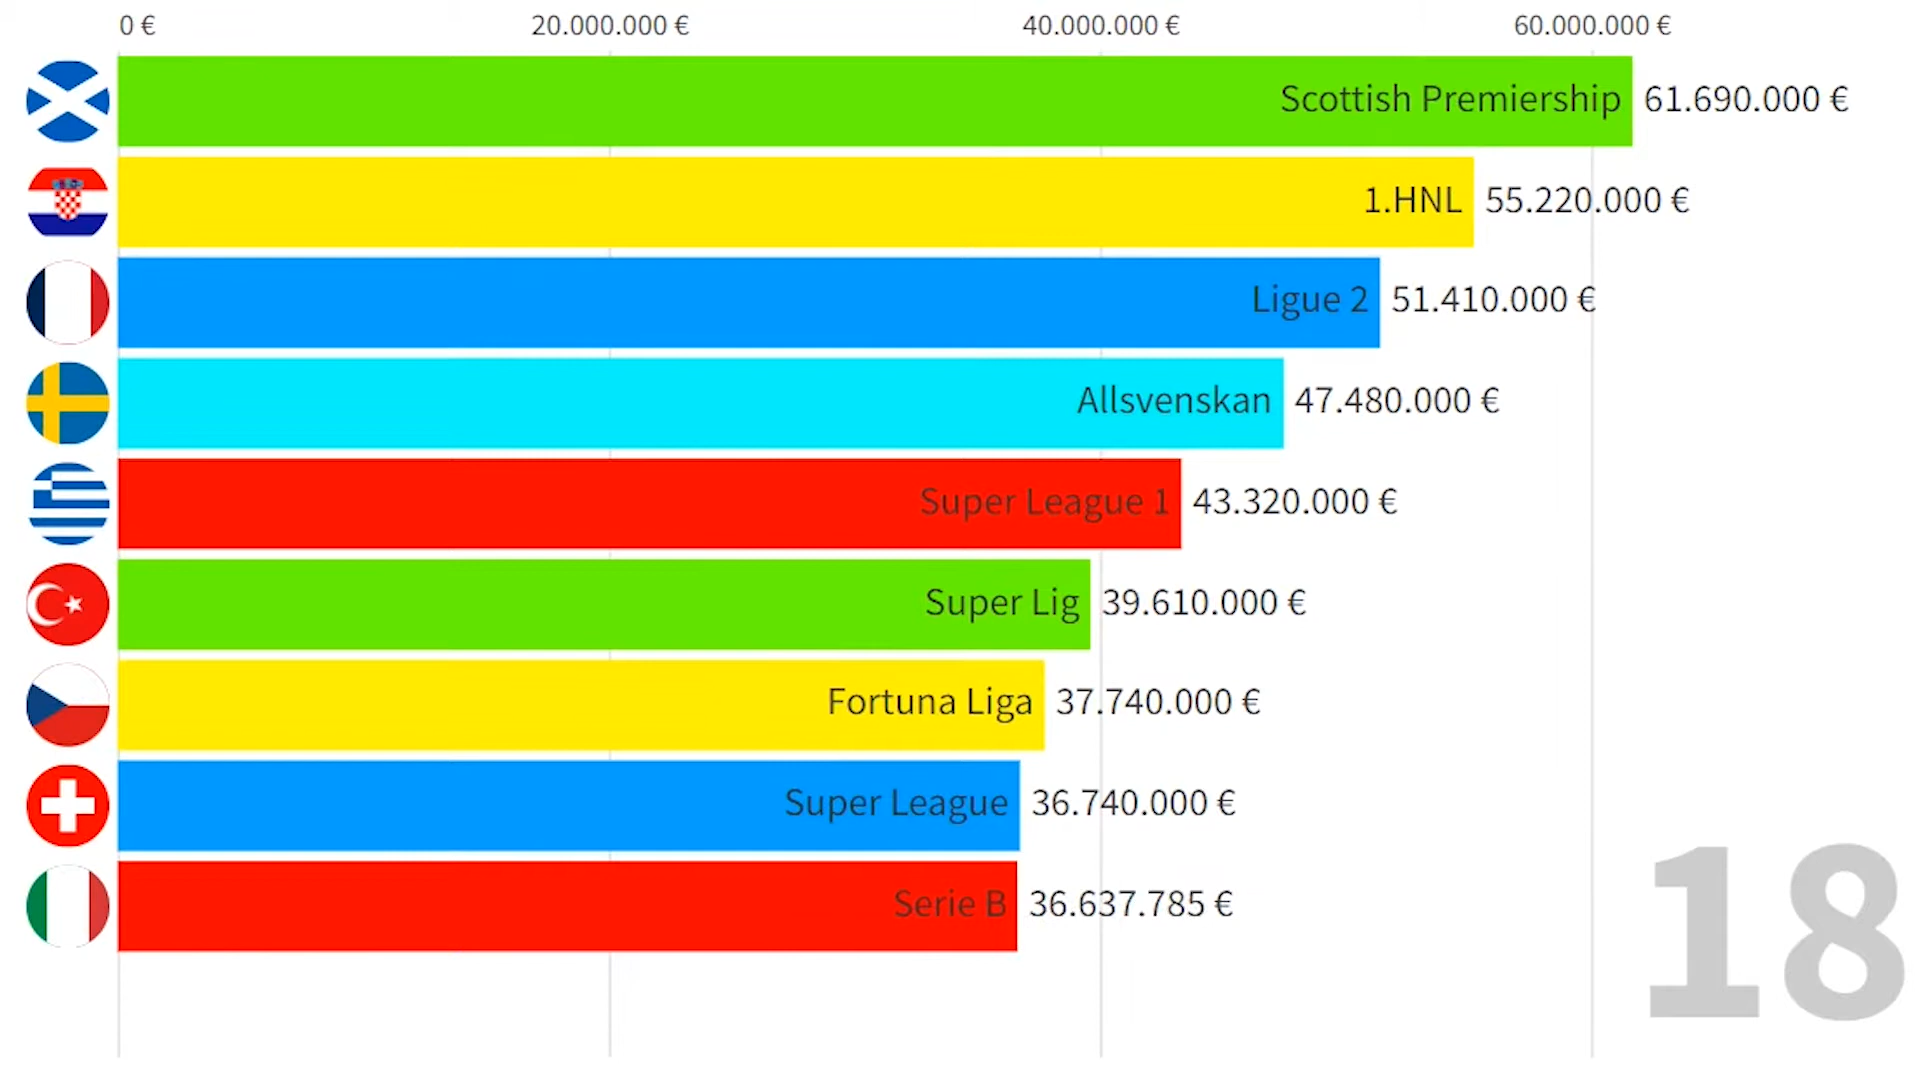 0 € 20.000.000 € 40.000.000 € 60.000.000 €
Scottish Premiership 61.690.000 €
1.HNL 55.220.000 €
Ligue 2 51.410.000 €
Allsvenskan 47.480.000 €
Super League 1 43.320.000 €
Super Lig 39.610.000 €
Fortuna Liga 37.740.000 €
Super League 36.740.000 €
Serie B 36.637.785 €
18